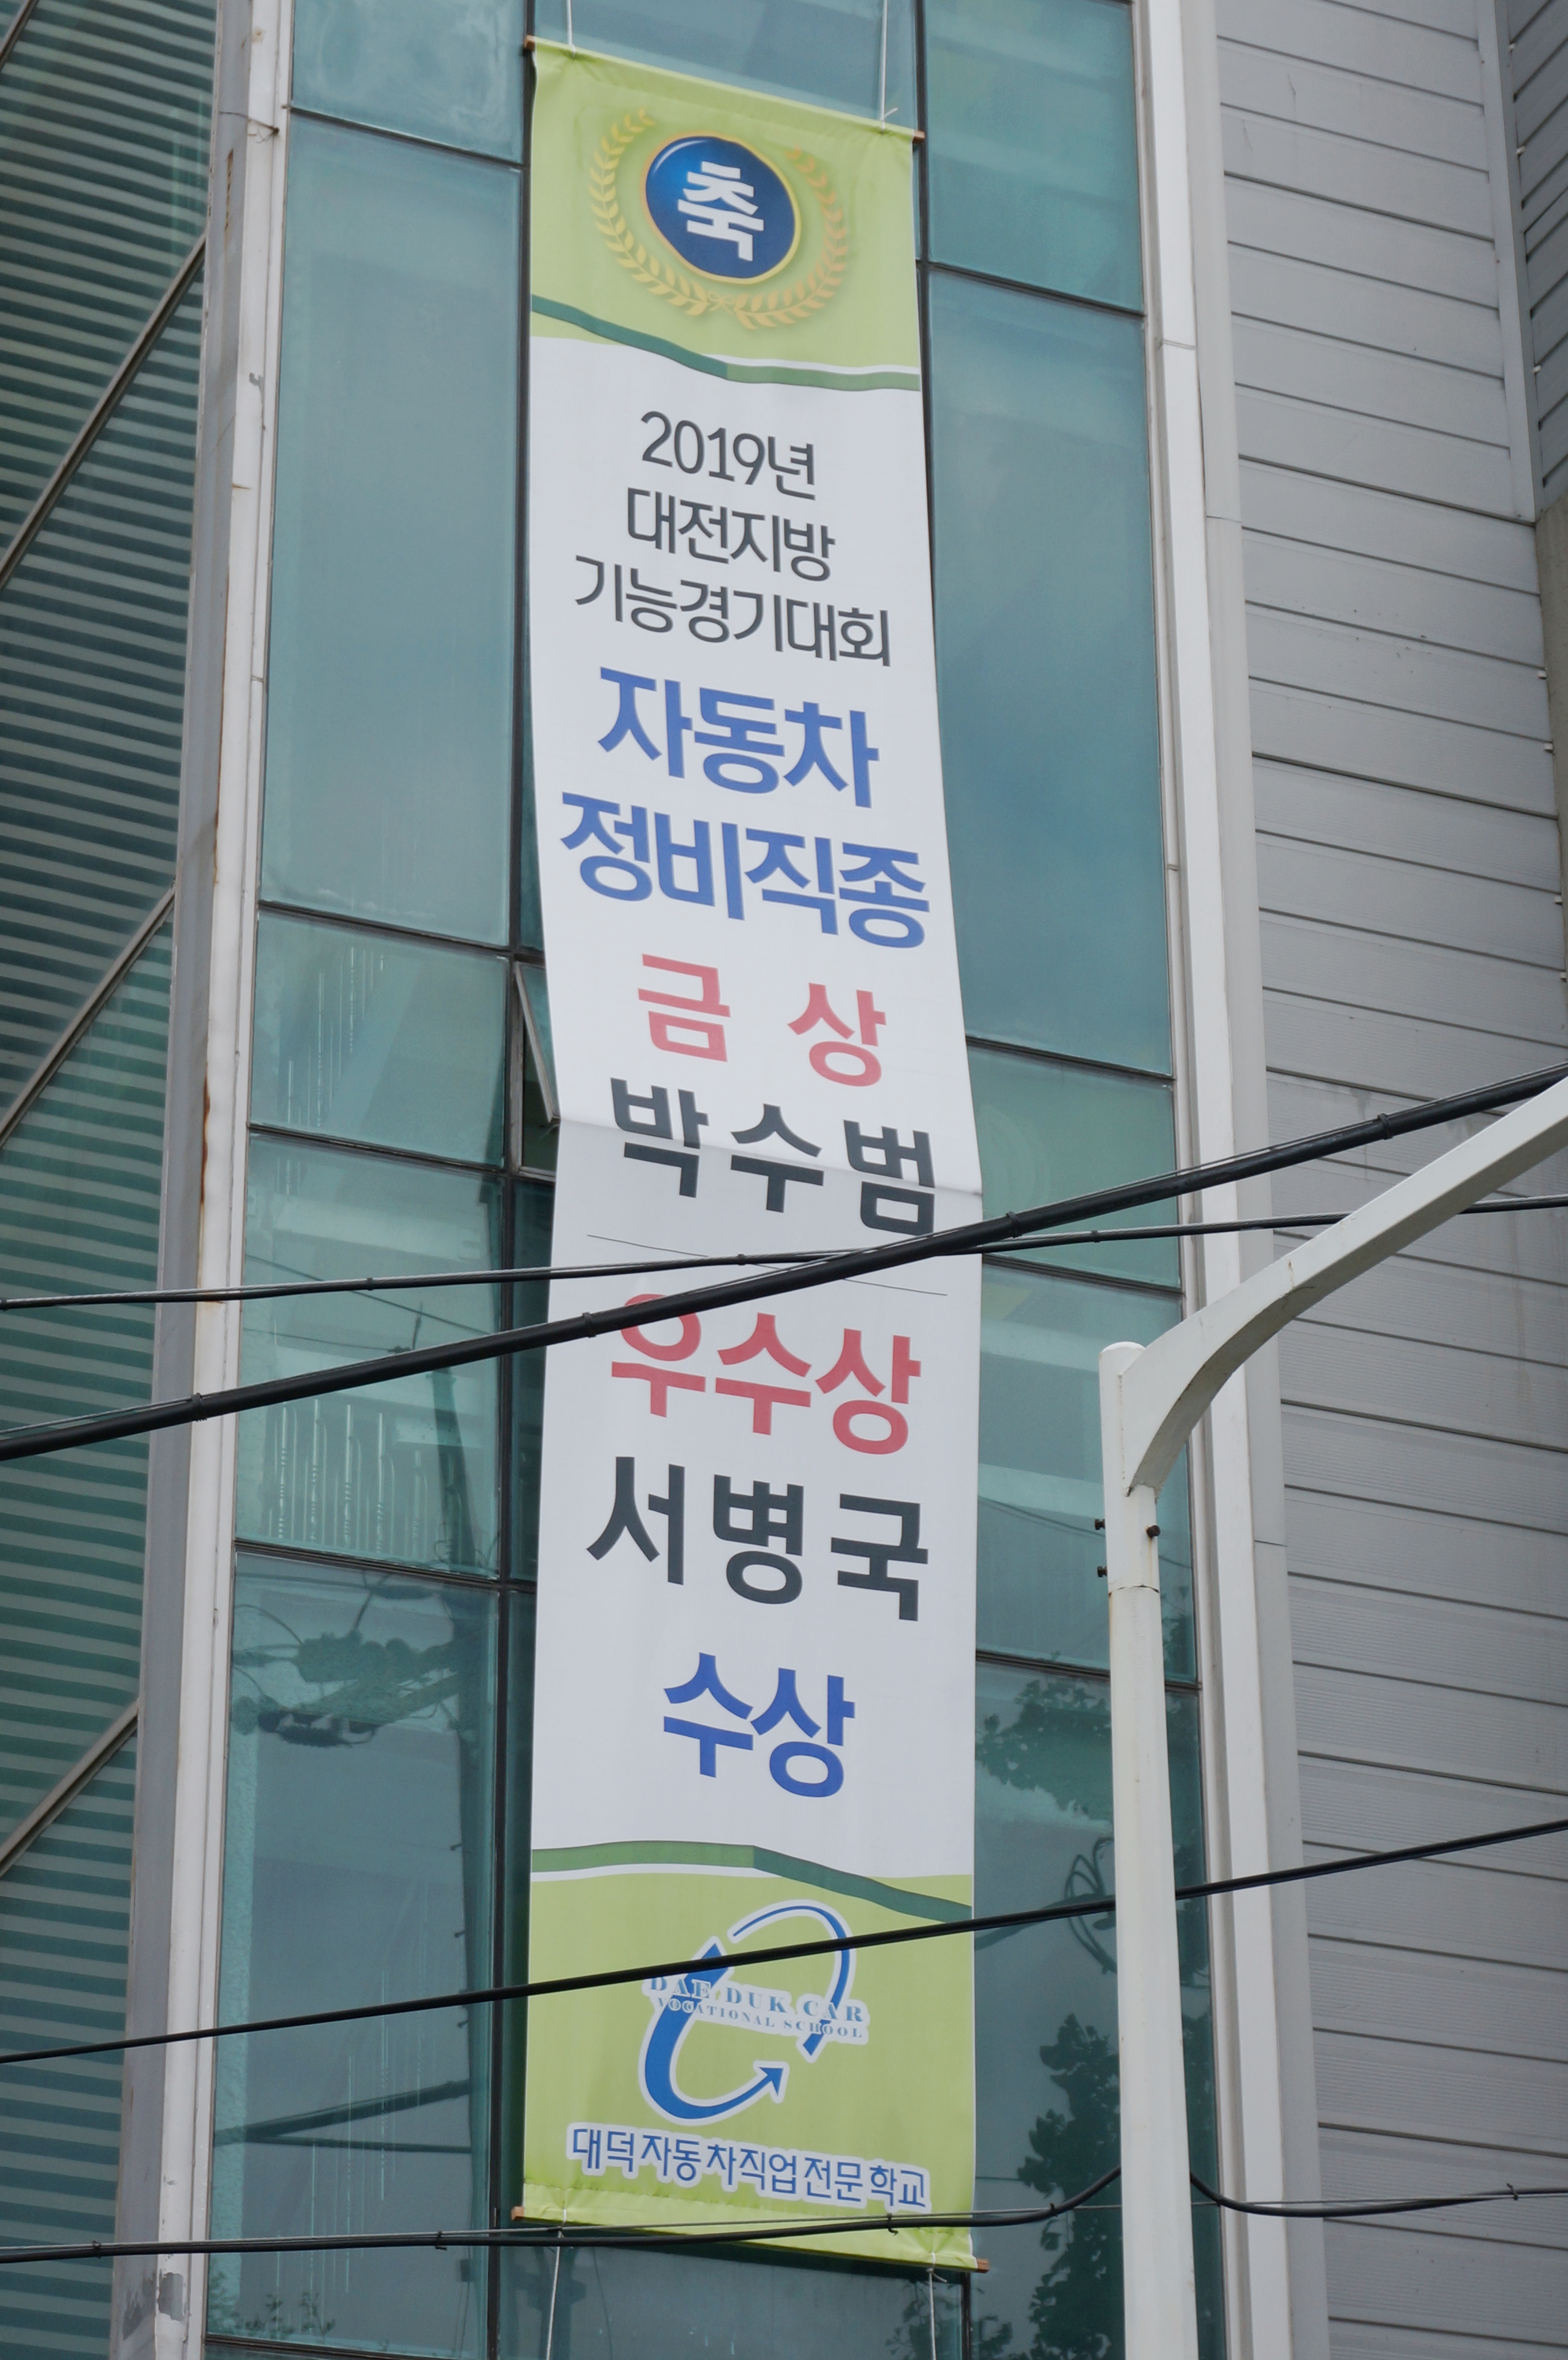 축
2019년
대전지방
기능경기대회
자동차
정비직종
금 상
박수범
우수상
서병국
수상
DAE DUK CAR
VOCATIONAL SCHOOL
대덕자동차직업전문학교